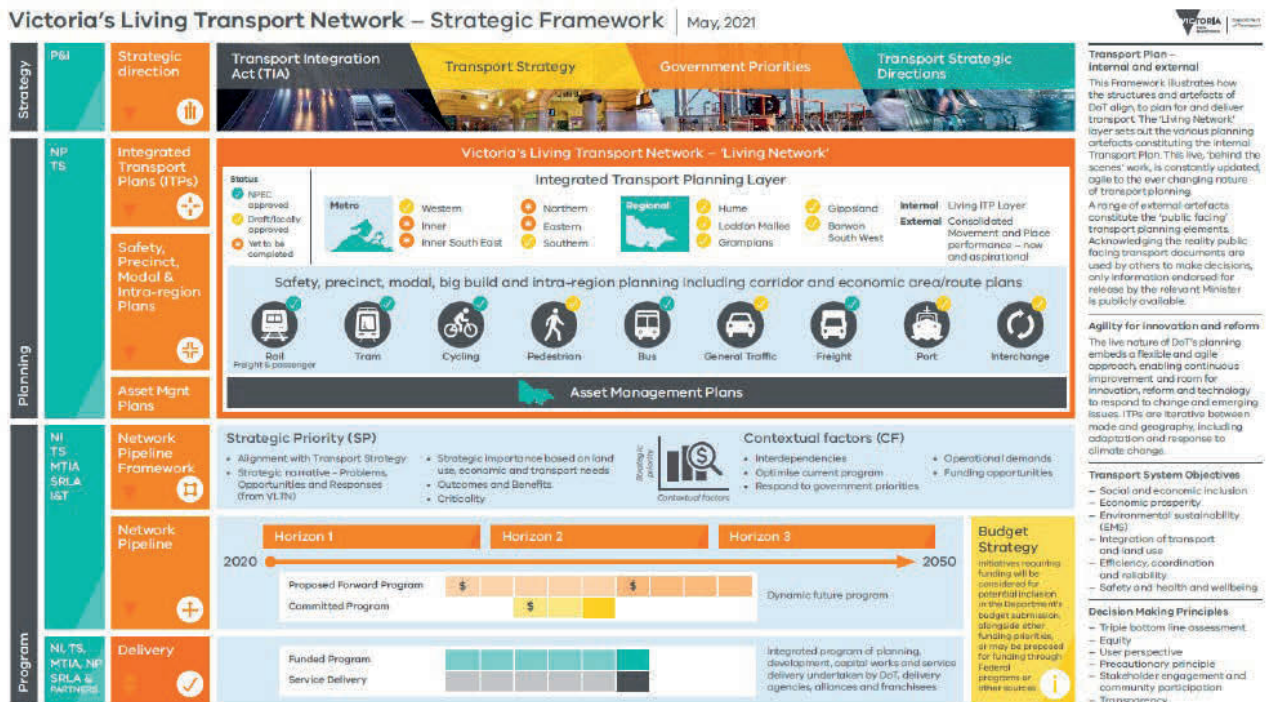 Victoria's Living Transport Network – Strategic Framework | May, 2021
VICTORIA
Strategy
P&I
Strategic
direction
Transport Integration
Act (TIA)
Transport Strategy
Government Priorities
Transport Strategic
Directions
Planning
NP
TS
Integrated
Transport
Plans (ITPs)
Safety,
Precinct,
Modal &
Intra-region
Plans
Asset Mgnt
Plans
Victoria's Living Transport Network – 'Living Network'
Integrated Transport Planning Layer
Status
NPEC
approved
Draft/locally
approved
Yet to be
completed
Metro
Western
Inner
Inner South East
Northern
Eastern
Southern
Regional
Hume
Loddon Mallee
Grampians
Gippsland
Barwon
South West
Internal Living ITP Layer
External Consolidated
Movement and Place
performance – now
and aspirational
Safety, precinct, modal, big build and intra-region planning including corridor and economic area/route plans
Rail
Freight & passenger
Tram
Cycling
Pedestrian
Bus
General Traffic
Freight
Port
Interchange
Asset Management Plans
Program
NI
TS
MTIA
SRLA
I&T
Network
Pipeline
Framework
Strategic Priority (SP)
• Alignment with Transport Strategy
• Strategic narrative – Problems,
Opportunities and Responses
(from VLTN)
• Strategic importance based on land
use, economic and transport needs
• Outcomes and Benefits
• Criticality
Strategic
priority
$
Contextual factors
Contextual factors (CF)
• Interdependencies
• Optimise current program
• Respond to government priorities
• Operational demands
• Funding opportunities
Network
Pipeline
Horizon 1
Horizon 2
Horizon 3
2020
2050
Proposed Forward Program
$
$
Committed Program
$
Dynamic future program
Budget
Strategy
Initiatives requiring
funding will be
considered for
potential inclusion
in the Department's
budget submission,
alongside other
funding priorities,
or may be proposed
for funding through
Federal
programs or
other sources
i
NI, TS,
MTIA, NP
SRLA &
PARTNERS
Delivery
Funded Program
Service Delivery
Integrated program of planning,
development, capital works and service
delivery undertaken by DoT, delivery
agencies, alliances and franchisees
Transport Plan –
internal and external
This Framework illustrates how
the structures and artefacts of
DoT align, to plan for and deliver
transport. The 'Living Network'
layer sets out the various planning
artefacts constituting the internal
Transport Plan. This live, 'behind the
scenes' work, is constantly updated,
agile to the ever changing nature
of transport planning.
A range of external artefacts
constitute the 'public facing'
transport planning elements.
Acknowledging the reality public
facing transport documents are
used by others to make decisions,
only information endorsed for
release by the relevant Minister
is publicly available.
Agility for innovation and reform
The live nature of DoT's planning
embeds a flexible and agile
approach, enabling continuous
improvement and room for
innovation, reform and technology
to respond to change and emerging
issues. ITPs are iterative between
mode and geography, including
adaptation and response to
climate change.
Transport System Objectives
– Social and economic inclusion
– Economic prosperity
– Environmental sustainability
(EMS)
– Integration of transport
and land use
– Efficiency, coordination
and reliability
– Safety and health and wellbeing
Decision Making Principles
– Triple bottom line assessment
– Equity
– User perspective
– Precautionary principle
– Stakeholder engagement and
community participation
– Transparency